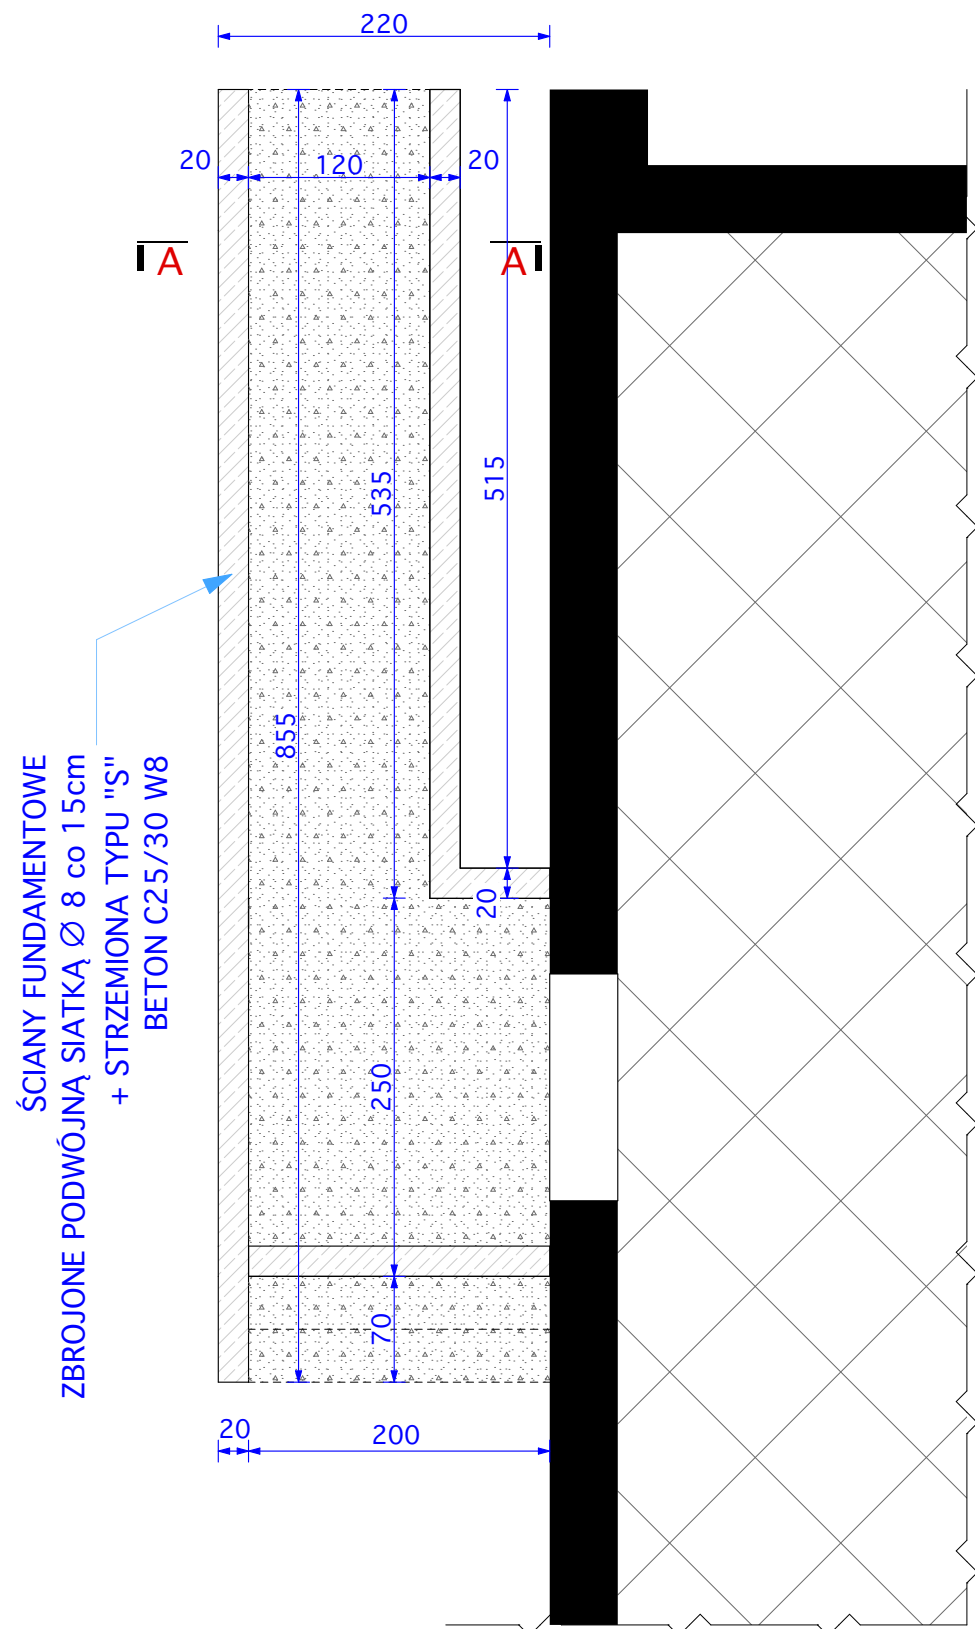 220
20
120
20
A
A
535
515
855
20
250
70
20
200
ŚCIANY FUNDAMENTOWE
ZBROJONE PODWÓJNĄ SIATKĄ Ø 8 co 15cm
+ STRZEMIONA TYPU "S"
BETON C25/30 W8